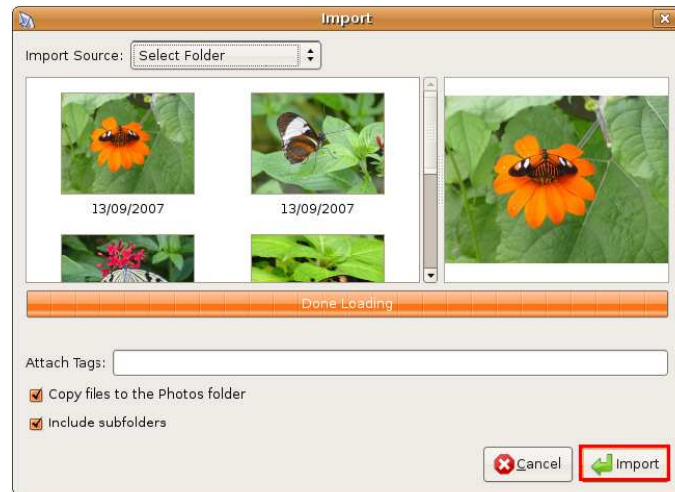 Import
Import Source: Select Folder
13/09/2007 13/09/2007
Done Loading
Attach Tags:
Copy files to the Photos folder
Include subfolders
Cancel Import